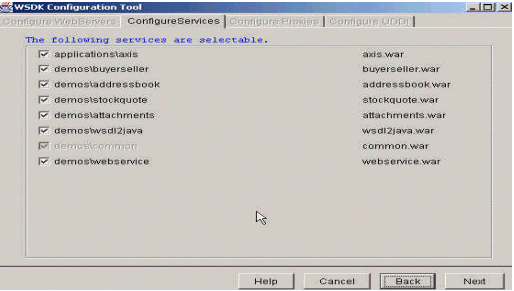 WSDK Configuration Tool
Configure WebServers ConfigureServices Configure Proxies Configure UDDI
The following services are selectable.
applications\axis axis.war
demos\buyerseller buyerseller.war
demos\addressbook addressbook.war
demos\stockquote stockquote.war
demos\attachments attachments.war
demos\wsdl2java wsdl2java.war
demos\common common.war
demos\webservice webservice.war
Help Cancel Back Next